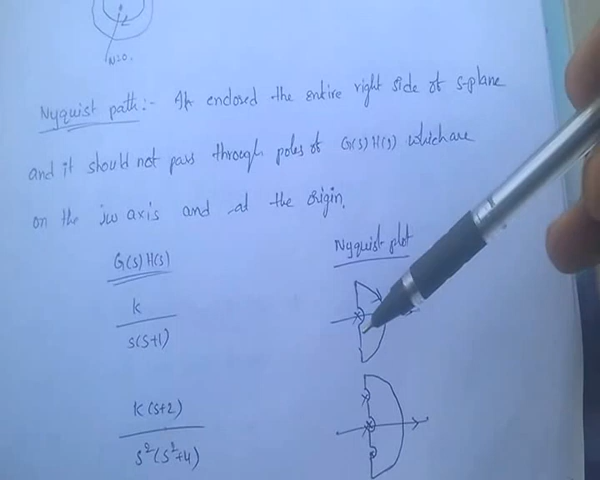 N=0.
Nyquist path:- It enclosed the entire right side of s-plane
and it should not pass through poles of G(s)H(s) which are
on the jw axis and at the origin.
G(s)H(s) Nyquist plot
K
s(s+1)
K(s+2)
s²(s²+4)